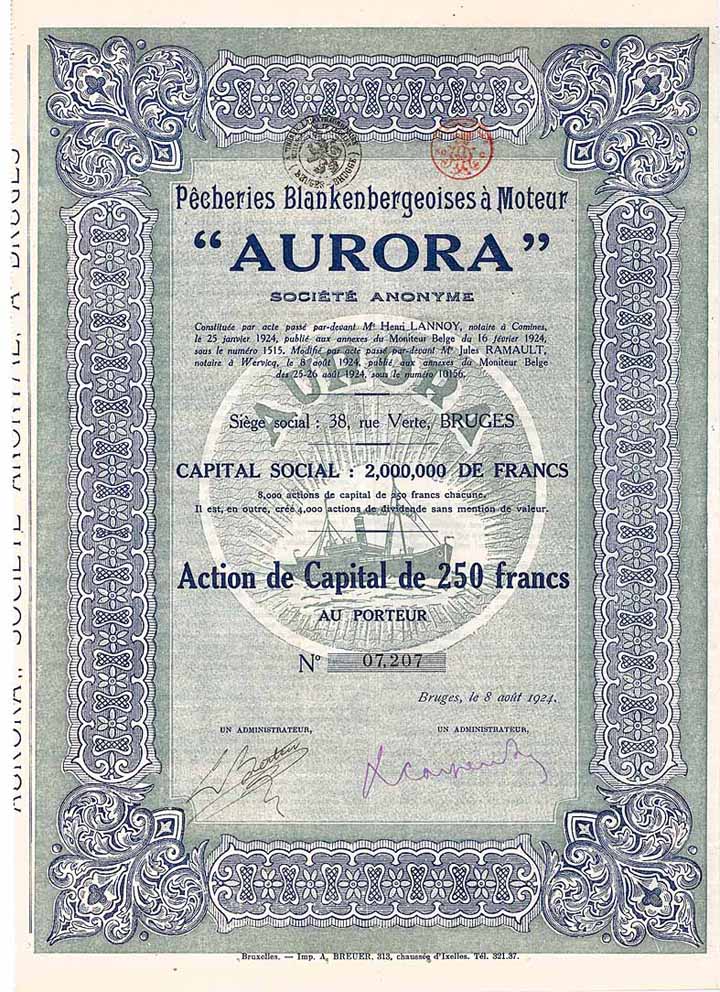 Pêcheries Blankenbergeoises à Moteur
“AURORA”
SOCIÉTÉ ANONYME
Constituée par acte passé par-devant Mᵉ Henri LANNOY, notaire à Comines,
le 25 janvier 1924, publié aux annexes du Moniteur Belge du 16 février 1924,
sous le numéro 1515. Modifié par acte passé par-devant Mᵉ Jules RAMAULT,
notaire à Wervicq, le 8 août 1924, publié aux annexes du Moniteur Belge
des 25-26 août 1924, sous le numéro 10156.
AURORA
Siège social : 38, rue Verte, BRUGES
CAPITAL SOCIAL : 2,000,000 DE FRANCS
8,000 actions de capital de 250 francs chacune.
Il est, en outre, créé 4,000 actions de dividende sans mention de valeur.
Action de Capital de 250 francs
AU PORTEUR
Nº 07,207
Bruges, le 8 août 1924.
UN ADMINISTRATEUR,
UN ADMINISTRATEUR,
Bruxelles. — Imp. A. BREUER, 313, chaussée d'Ixelles. Tél. 321.37.